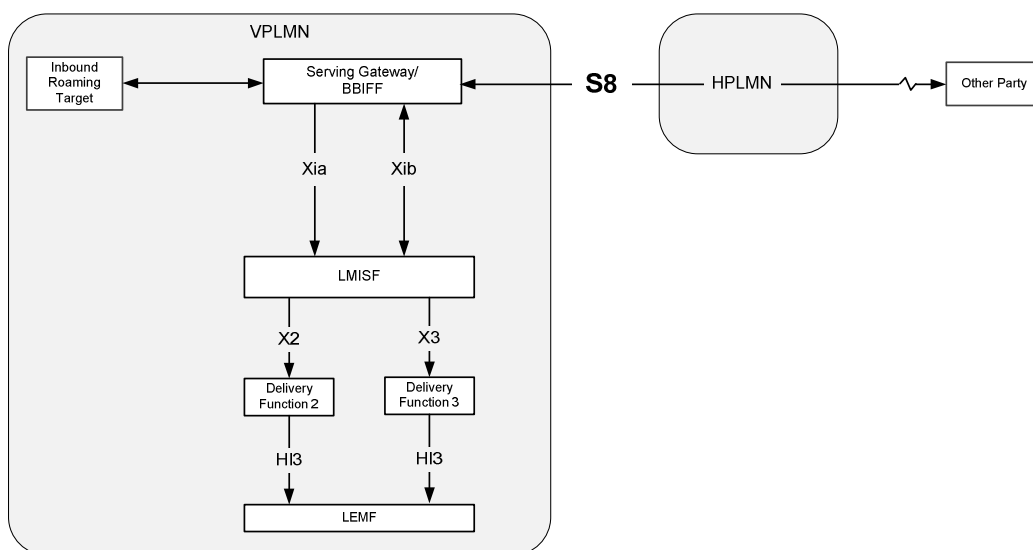 VPLMN
Inbound
Roaming
Target
Serving Gateway/
BBIFF
S8
HPLMN
Other Party
Xia
Xib
LMISF
X2
X3
Delivery
Function 2
Delivery
Function 3
HI3
HI3
LEMF